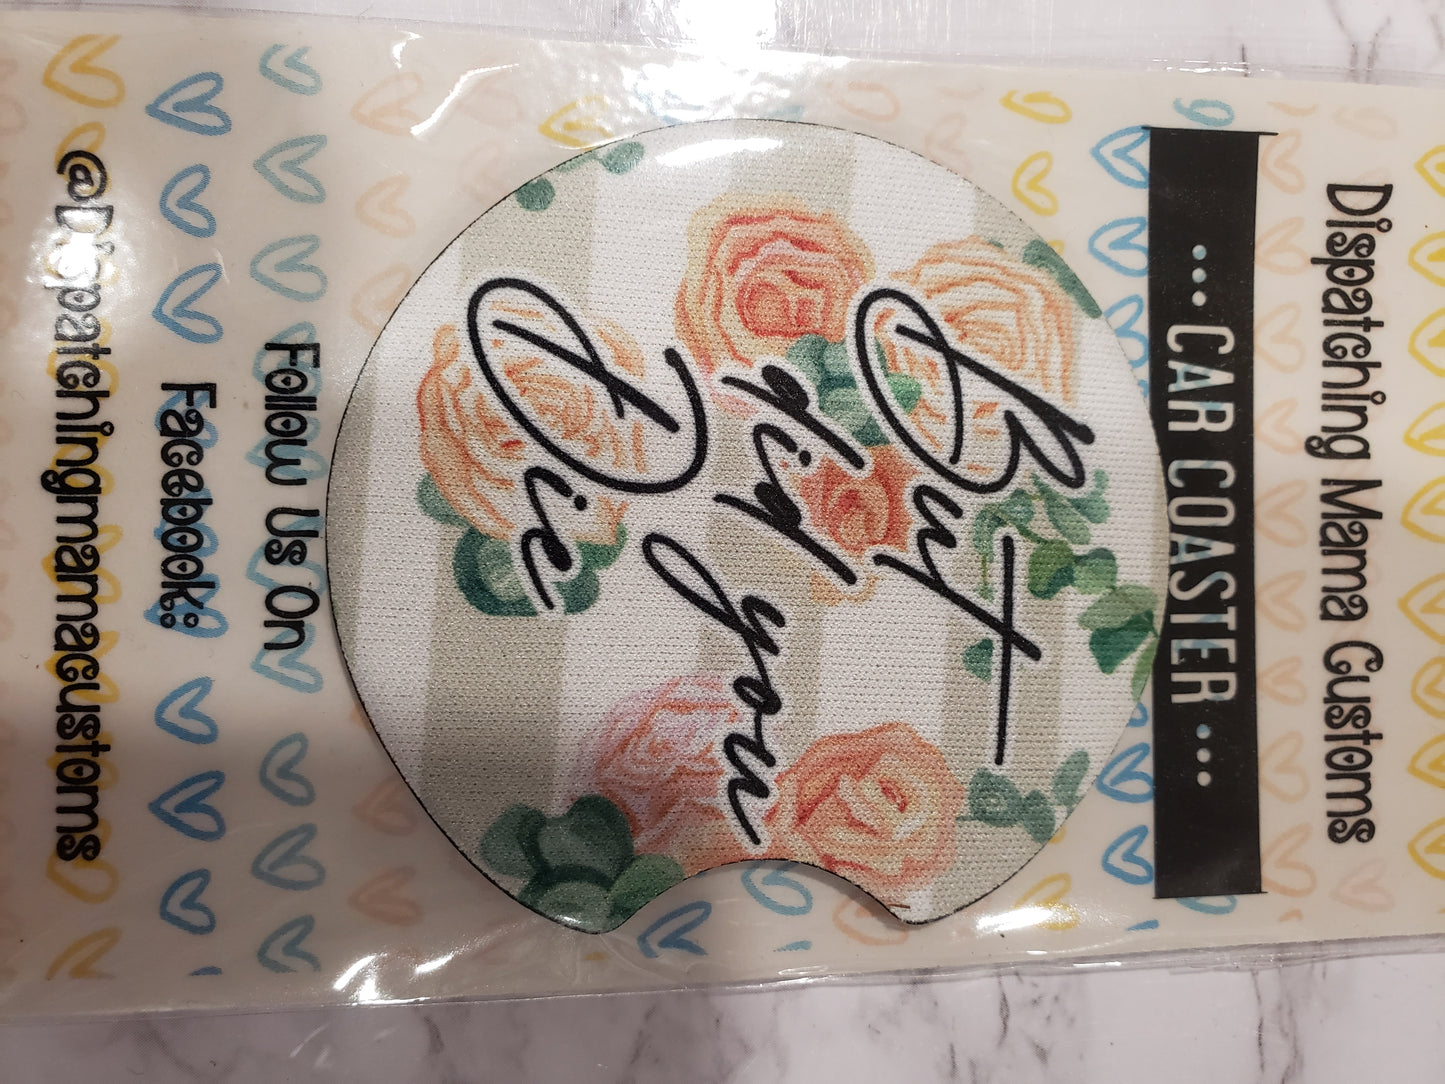 Dispatching Mama Customs
... CAR COASTER ...
But
did you
Die
Follow Us On
Facebook:
@Dispatchingmamacustoms